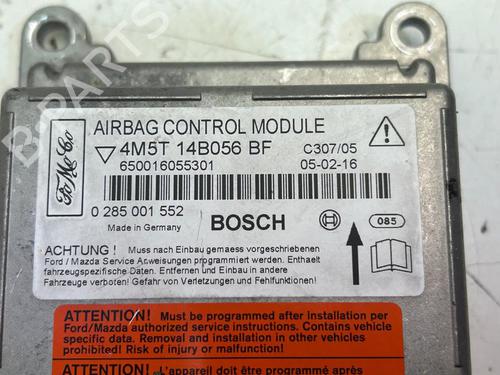 B-PARTS
FoMoCo
AIRBAG CONTROL MODULE
4M5T 14B056 BF
C307/05
650016055301
05-02-16
0 285 001 552
Made in Germany
BOSCH
085
ACHTUNG ! Muss nach Einbau gemaess vorgeschriebenen
Ford / Mazda Service Anweisungen programmiert werden. Enthaelt
fahrzeugspezifische Daten. Entfernen und Einbau in andere
Fahrzeuge verboten! Gefahr von Verletzungen und Fehlfunktionen!
ATTENTION! Must be programmed after Installation per
Ford/Mazda authorized service instructions. Contains vehicle
specific data. Removal and installation in other vehicles
prohibited! Risk of injury or malfunction!
ATTENTION! L'appareil doit être programmé après